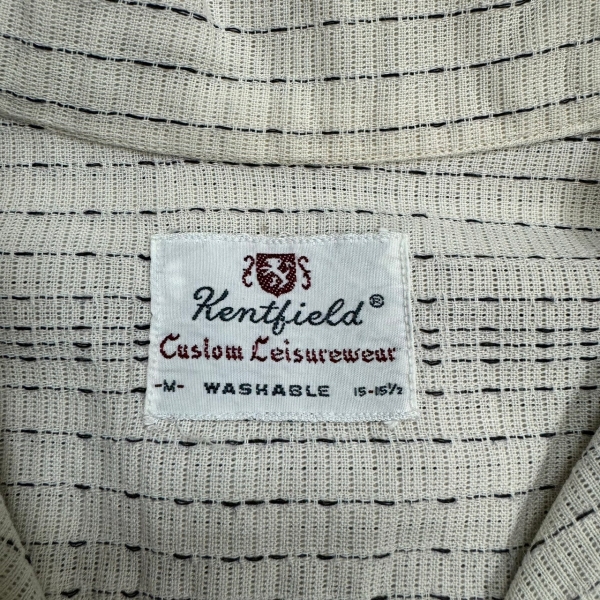 Kentfield®
Custom Leisurewear
-M- WASHABLE 15-15½